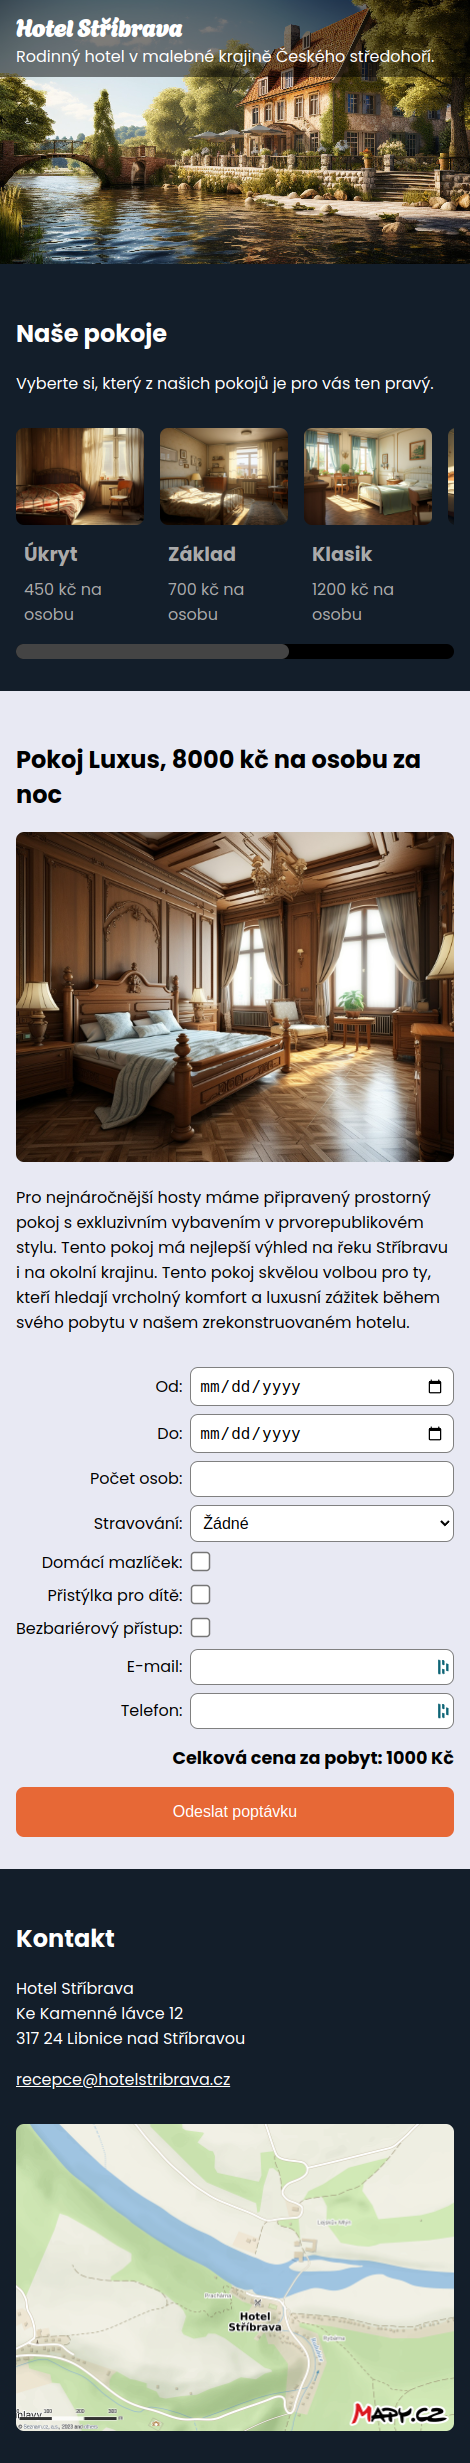 Hotel Stříbrava
Rodinný hotel v malebné krajině Českého středohoří.
Naše pokoje
Vyberte si, který z našich pokojů je pro vás ten pravý.
Úkryt
450 kč na
osobu
Základ
700 kč na
osobu
Klasik
1200 kč na
osobu
Pokoj Luxus, 8000 kč na osobu za
noc
Pro nejnáročnější hosty máme připravený prostorný
pokoj s exkluzivním vybavením v prvorepublikovém
stylu. Tento pokoj má nejlepší výhled na řeku Stříbravu
i na okolní krajinu. Tento pokoj skvělou volbou pro ty,
kteří hledají vrcholný komfort a luxusní zážitek během
svého pobytu v našem zrekonstruovaném hotelu.
Od: mm/dd/yyyy
Do: mm/dd/yyyy
Počet osob:
Stravování: Žádné
Domácí mazlíček:
Přistýlka pro dítě:
Bezbariérový přístup:
E-mail:
Telefon:
Celková cena za pobyt: 1000 Kč
Odeslat poptávku
Kontakt
Hotel Stříbrava
Ke Kamenné lávce 12
317 24 Libnice nad Stříbravou
recepce@hotelstribrava.cz
Hotel
Stříbrava
100 200 300
Mapy.cz